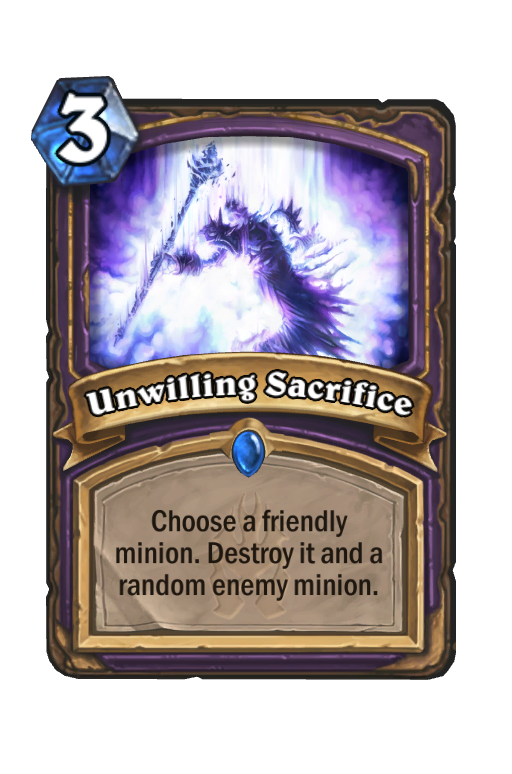 3
Unwilling Sacrifice
Choose a friendly
minion. Destroy it and a
random enemy minion.